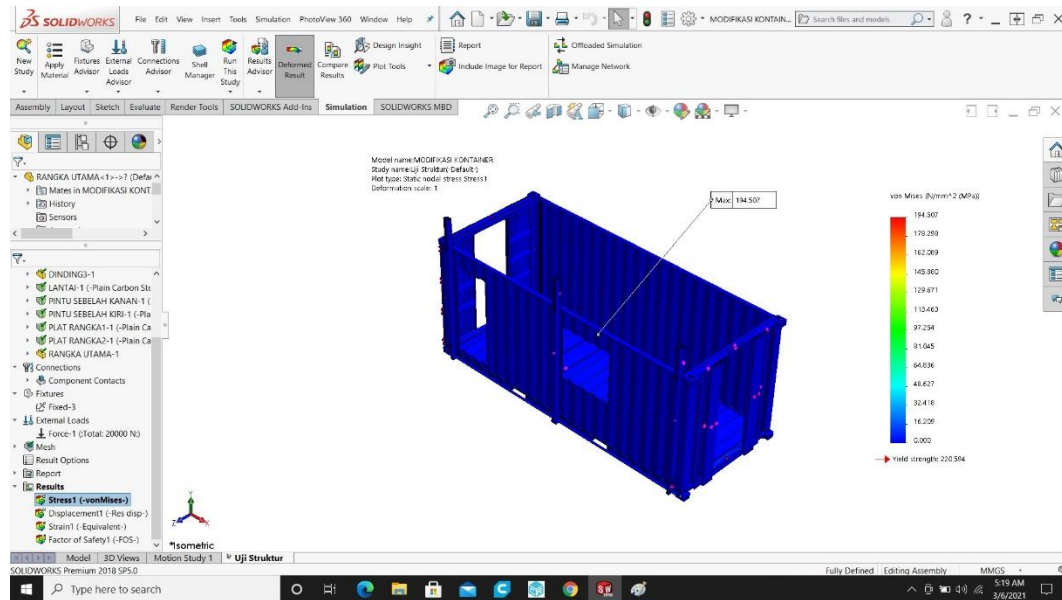 SOLIDWORKS
File Edit View Insert Tools Simulation PhotoView 360 Window Help
MODIFIKASI KONTAIN...
Search files and models
New Study
Apply Material
Fixtures Advisor
External Loads Advisor
Connections Advisor
Shell Manager
Run This Study
Results Advisor
Deformed Result
Compare Results
Design Insight
Plot Tools
Report
Include Image for Report
Offloaded Simulation
Manage Network
Assembly Layout Sketch Evaluate Render Tools SOLIDWORKS Add-Ins Simulation SOLIDWORKS MBD
RANGKA UTAMA<1>->? (Defau
Mates in MODIFIKASI KONT
History
Sensors
DINDING3-1
LANTAI-1 (-Plain Carbon Ste
PINTU SEBELAH KANAN-1 (
PINTU SEBELAH KIRI-1 (-Pla
PLAT RANGKA1-1 (-Plain Ca
PLAT RANGKA2-1 (-Plain Ca
RANGKA UTAMA-1
Connections
Component Contacts
Fixtures
Fixed-3
External Loads
Force-1 (:Total: 20000 N:)
Mesh
Result Options
Report
Results
Stress1 (-vonMises-)
Displacement1 (-Res disp-)
Strain1 (-Equivalent-)
Factor of Safety1 (-FOS-)
Model name:MODIFIKASI KONTAINER
Study name:Uji Struktur(-Default-)
Plot type: Static nodal stress Stress1
Deformation scale: 1
Max: 194.507
von Mises (N/mm^2 (MPa))
194.507
178.298
162.089
145.880
129.671
113.463
97.254
81.045
64.836
48.627
32.418
16.209
0.000
Yield strength: 220.594
Y
Z
X
*Isometric
Model 3D Views Motion Study 1 Uji Struktur
SOLIDWORKS Premium 2018 SP5.0
Fully Defined Editing Assembly MMGS
Type here to search
5:19 AM
3/6/2021